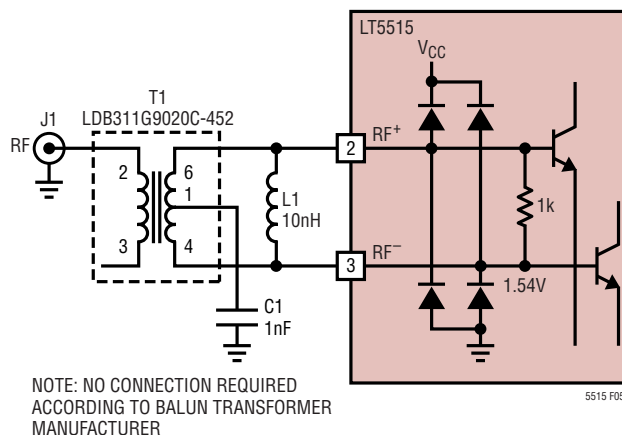 LT5515
VCC
T1
LDB311G9020C-452
J1
RF
2
3
6
1
4
L1
10nH
C1
1nF
2
RF+
3
RF−
1k
1.54V
NOTE: NO CONNECTION REQUIRED
ACCORDING TO BALUN TRANSFORMER
MANUFACTURER
5515 F05